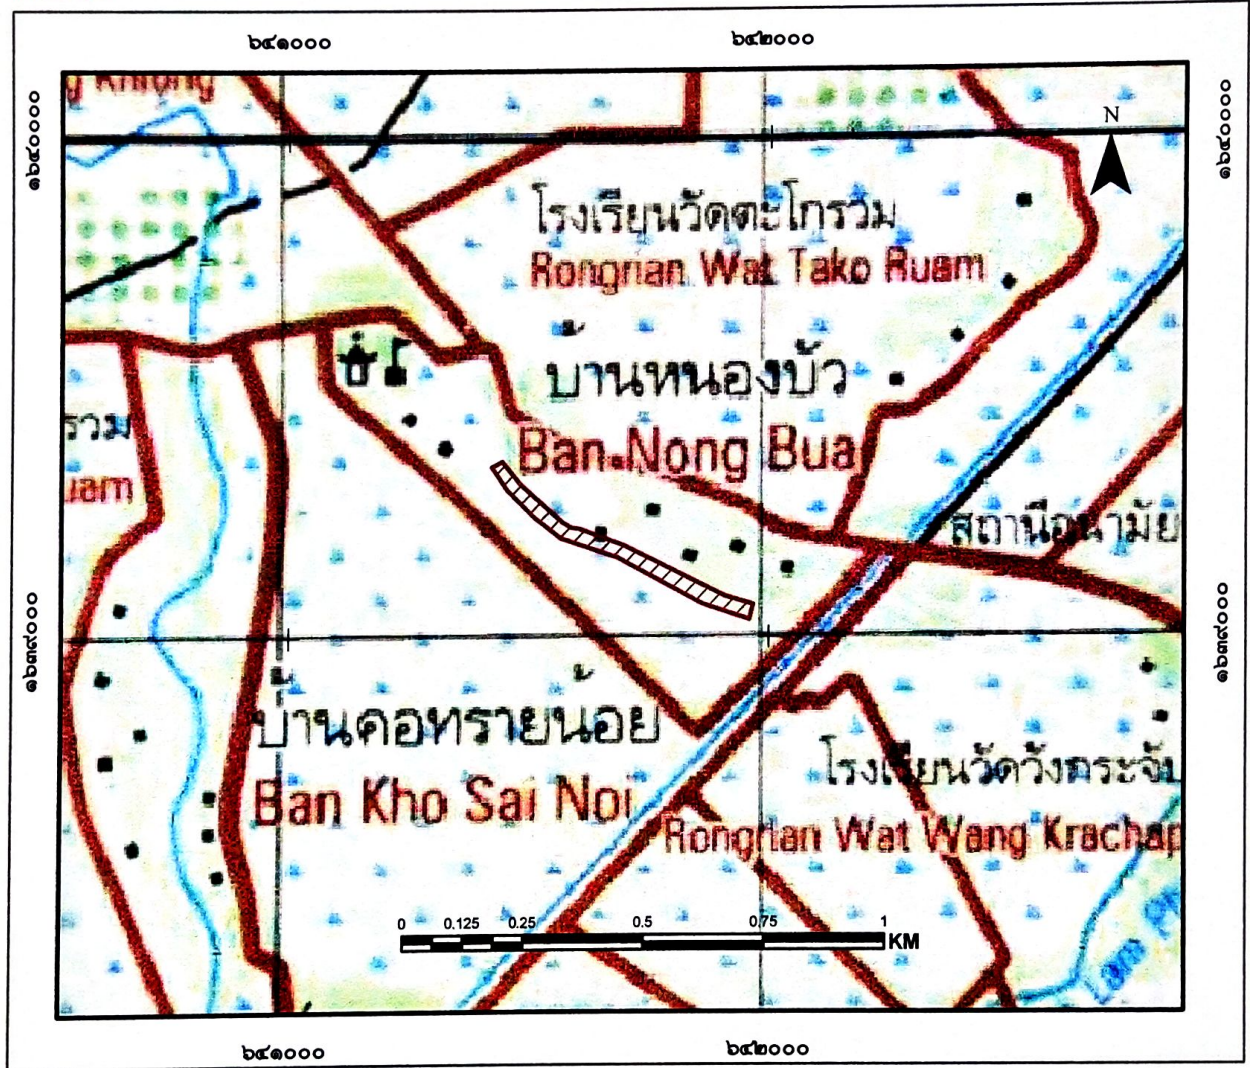 ๖๔๑๐๐๐ ๖๔๒๐๐๐
๑๖๔๐๐๐๐ ๑๖๔๐๐๐๐
N
โรงเรียนวัดตะโกรวม
Rongrian Wat Tako Ruam
บ้านหนองบัว
Ban Nong Bua
รวม
uam
สถานีอนามัย
๑๖๓๙๐๐๐ ๑๖๓๙๐๐๐
บ้านคอทรายน้อย
Ban Kho Sai Noi
โรงเรียนวัดวังกระจับ
Rongrian Wat Wang Krachap
Lam
0 0.125 0.25 0.5 0.75 1
KM
๖๔๑๐๐๐ ๖๔๒๐๐๐